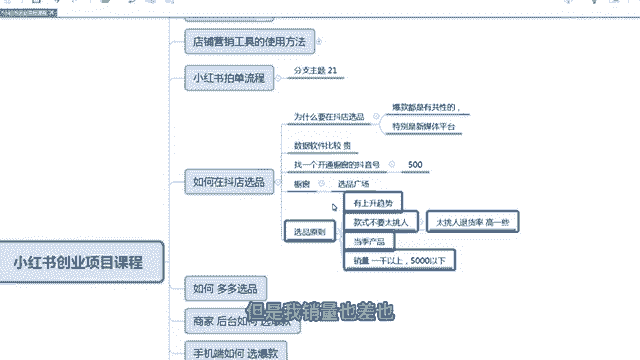 店铺营销工具的使用方法
小红书拍单流程
分支主题 21
为什么要在抖店选品
爆款都是有共性的，
特别是新媒体平台
数据软件比较 贵
找一个开通橱窗的抖音号
500
如何在抖店选品
橱窗
选品广场
有上升趋势
款式不要太挑人
太挑人退货率 高一些
选品原则
当季产品
销量 一千以上，5000以下
小红书创业项目课程
如何 多多选品
但是我销量也差也
商家 后台如何 选爆款
手机端如何 选爆款